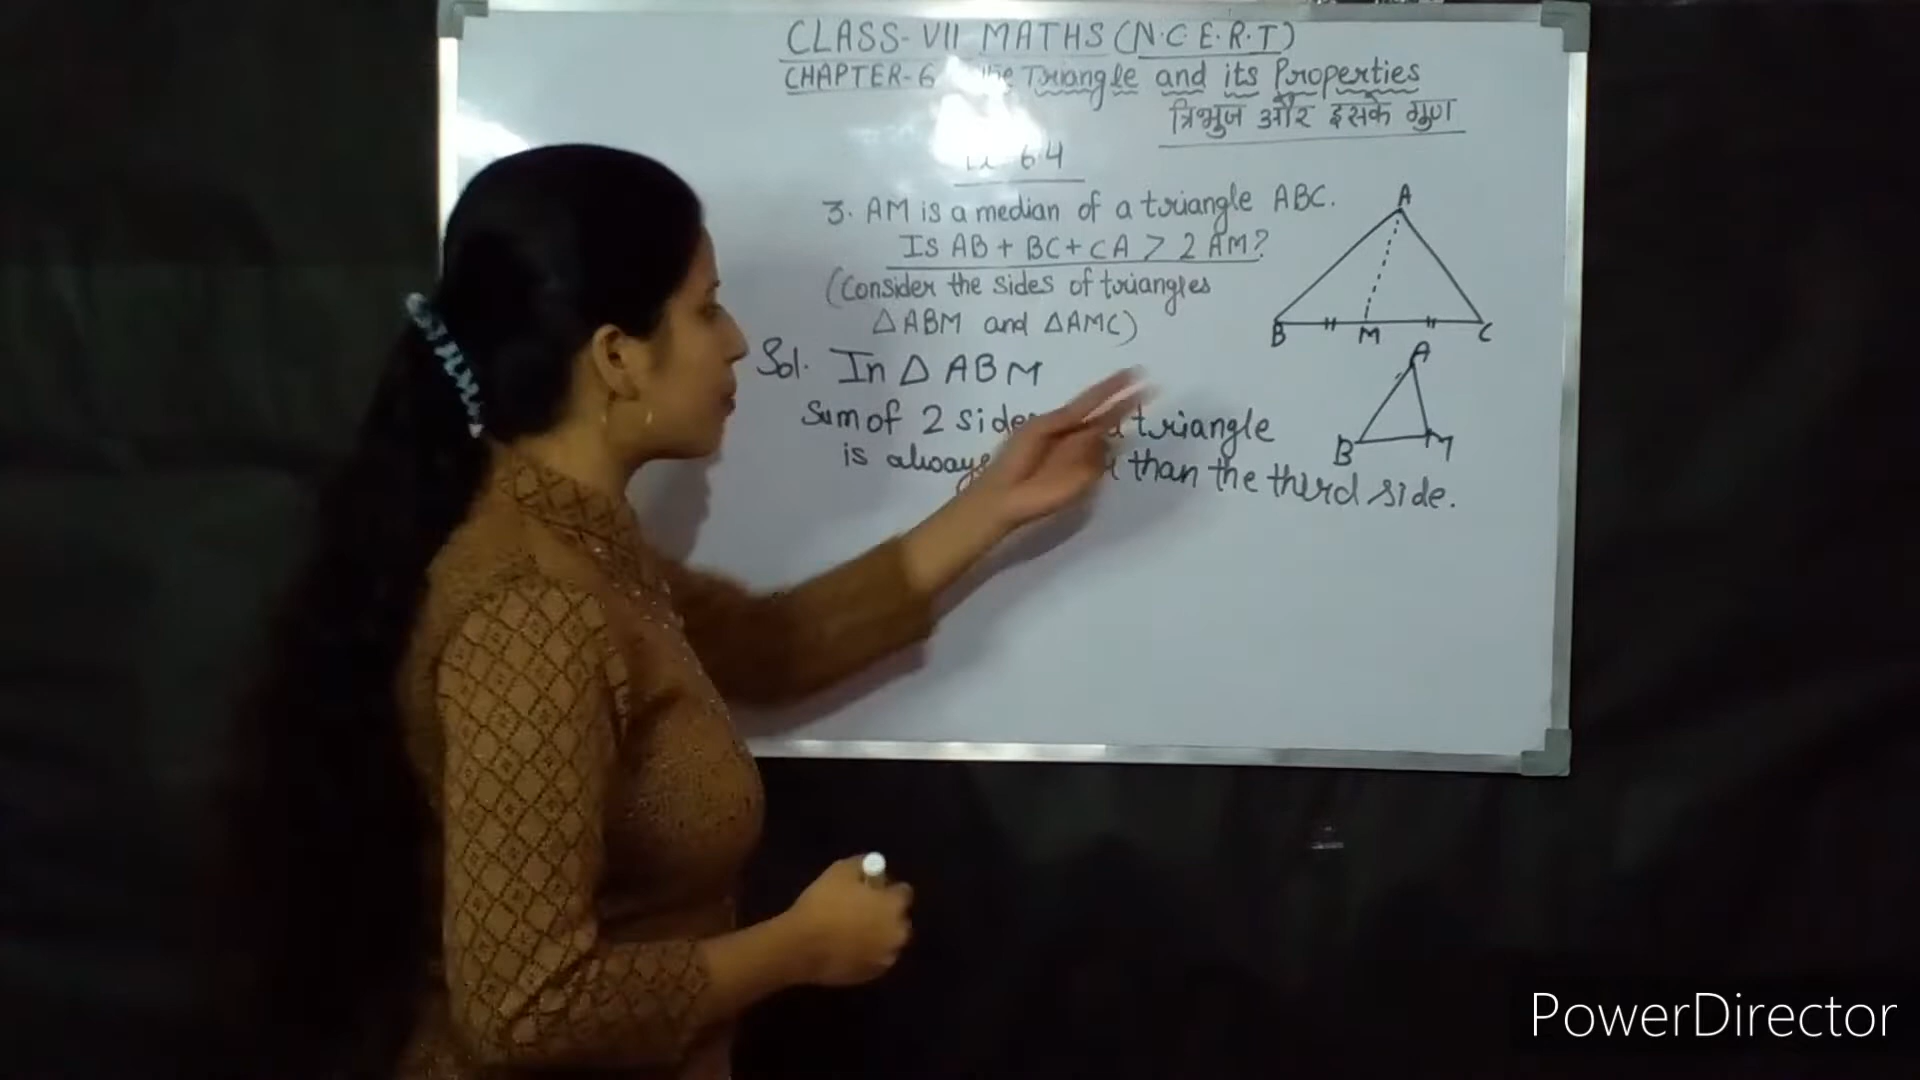 CLASS-VII MATHS (N.C.E.R.T)
CHAPTER-6 The Triangle and its Properties
त्रिभुज और इसके गुण
6.4
3. AM is a median of a triangle ABC.
Is AB + BC + CA > 2 AM?
(Consider the sides of triangles
△ABM and △AMC)
A
B
M
C
Sol. In △ ABM
Sum of 2 sides a triangle
is always than the third side.
A
B
M
PowerDirector